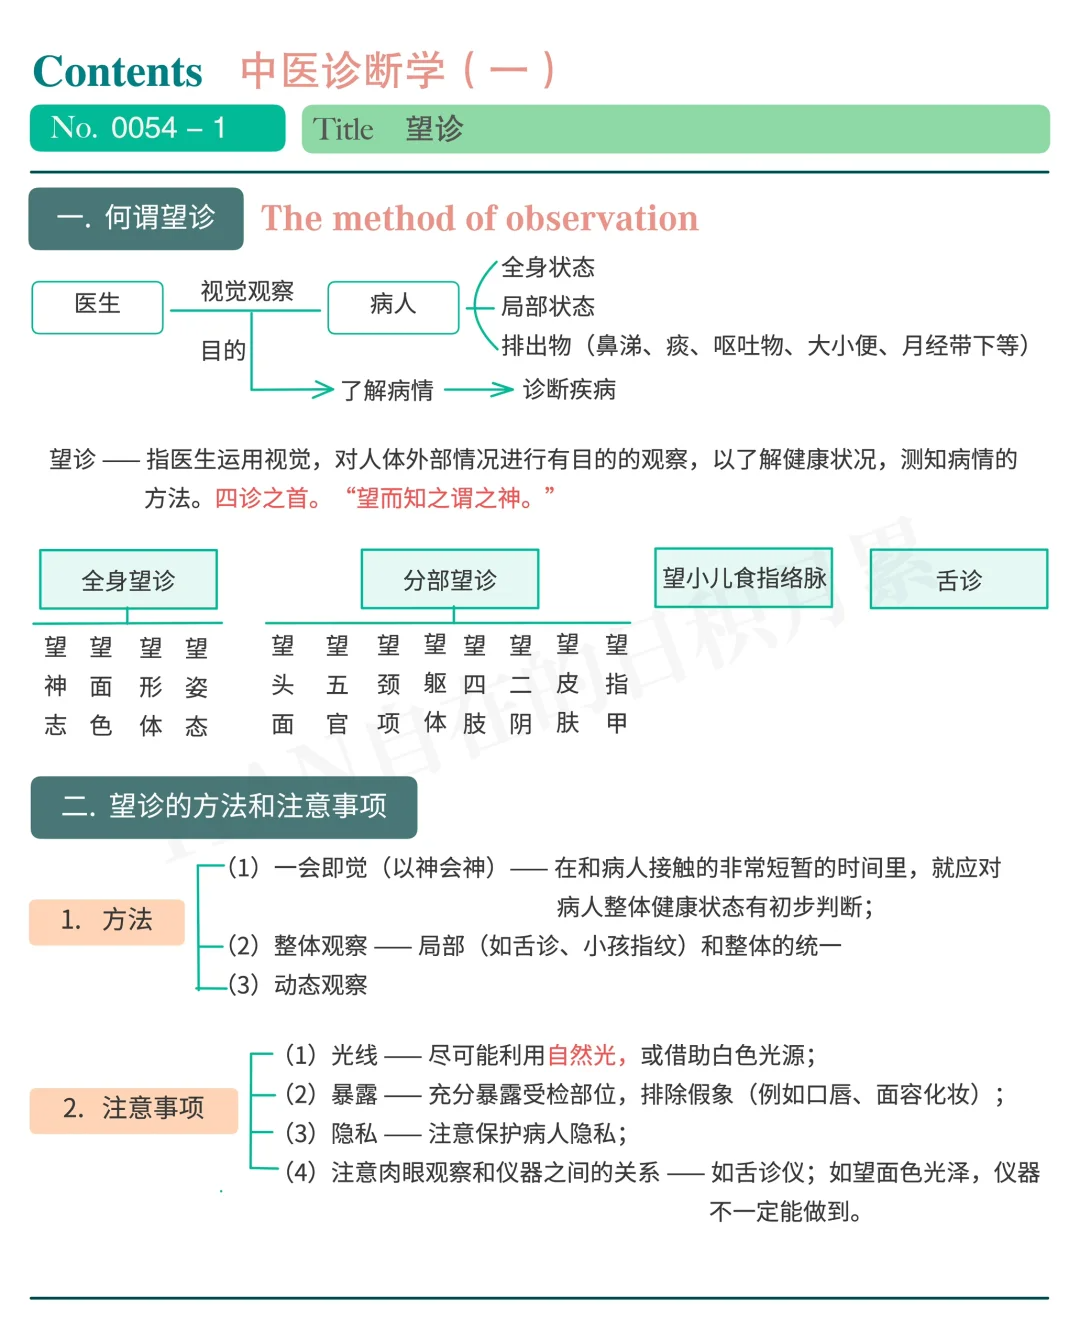 Contents 中医诊断学（一）
No. 0054 – 1
Title 望诊
一. 何谓望诊
The method of observation
医生
视觉观察
病人
全身状态
局部状态
排出物（鼻涕、痰、呕吐物、大小便、月经带下等）
目的
了解病情
诊断疾病
望诊 —— 指医生运用视觉，对人体外部情况进行有目的的观察，以了解健康状况，测知病情的
方法。四诊之首。“望而知之谓之神。”
全身望诊
望神志
望面色
望形体
望姿态
分部望诊
望头面
望五官
望颈项
望躯体
望四肢
望二阴
望皮肤
望指甲
望小儿食指络脉
舌诊
二. 望诊的方法和注意事项
1. 方法
（1）一会即觉（以神会神）—— 在和病人接触的非常短暂的时间里，就应对
病人整体健康状态有初步判断；
（2）整体观察 —— 局部（如舌诊、小孩指纹）和整体的统一
（3）动态观察
2. 注意事项
（1）光线 —— 尽可能利用自然光，或借助白色光源；
（2）暴露 —— 充分暴露受检部位，排除假象（例如口唇、面容化妆）；
（3）隐私 —— 注意保护病人隐私；
（4）注意肉眼观察和仪器之间的关系 —— 如舌诊仪；如望面色光泽，仪器
不一定能做到。
自在的日积月累